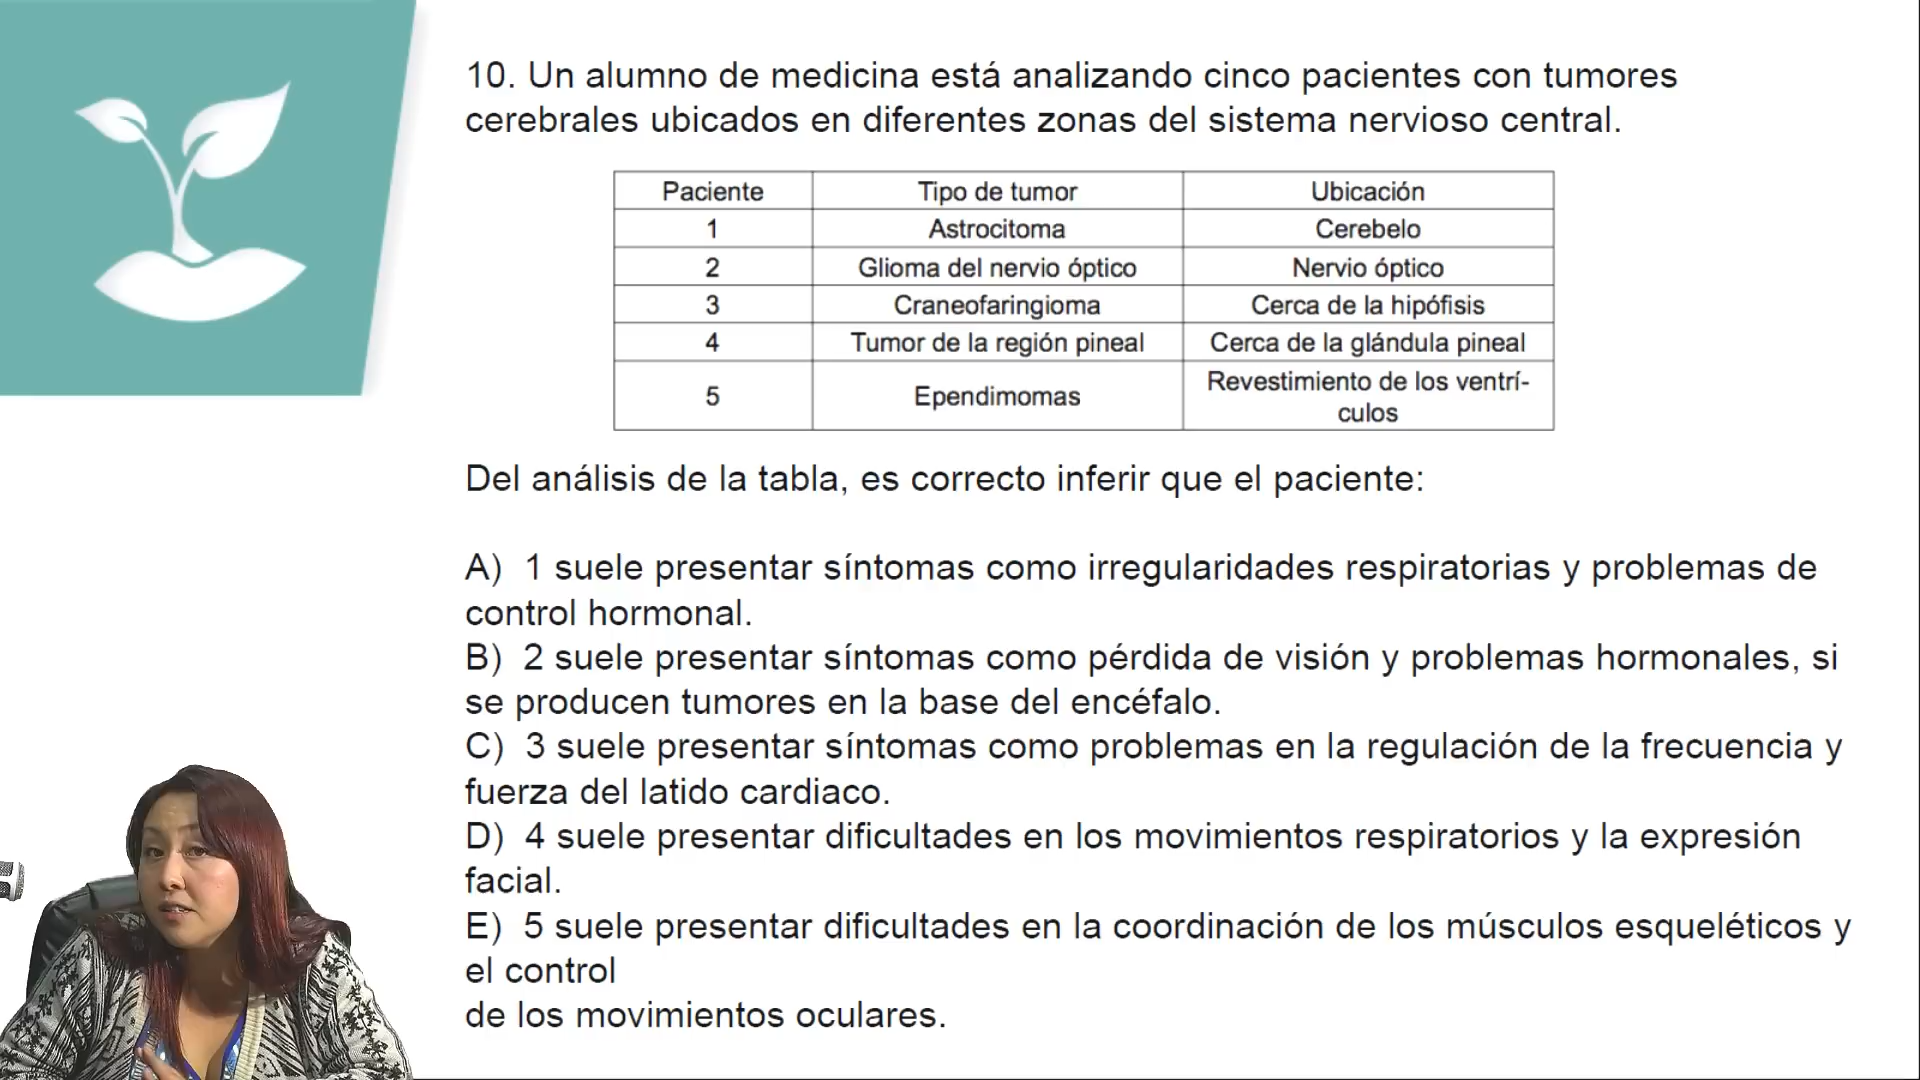 10. Un alumno de medicina está analizando cinco pacientes con tumores
cerebrales ubicados en diferentes zonas del sistema nervioso central.
Paciente Tipo de tumor Ubicación
1 Astrocitoma Cerebelo
2 Glioma del nervio óptico Nervio óptico
3 Craneofaringioma Cerca de la hipófisis
4 Tumor de la región pineal Cerca de la glándula pineal
5 Ependimomas Revestimiento de los ventrí-
culos
Del análisis de la tabla, es correcto inferir que el paciente:
A) 1 suele presentar síntomas como irregularidades respiratorias y problemas de
control hormonal.
B) 2 suele presentar síntomas como pérdida de visión y problemas hormonales, si
se producen tumores en la base del encéfalo.
C) 3 suele presentar síntomas como problemas en la regulación de la frecuencia y
fuerza del latido cardiaco.
D) 4 suele presentar dificultades en los movimientos respiratorios y la expresión
facial.
E) 5 suele presentar dificultades en la coordinación de los músculos esqueléticos y
el control
de los movimientos oculares.